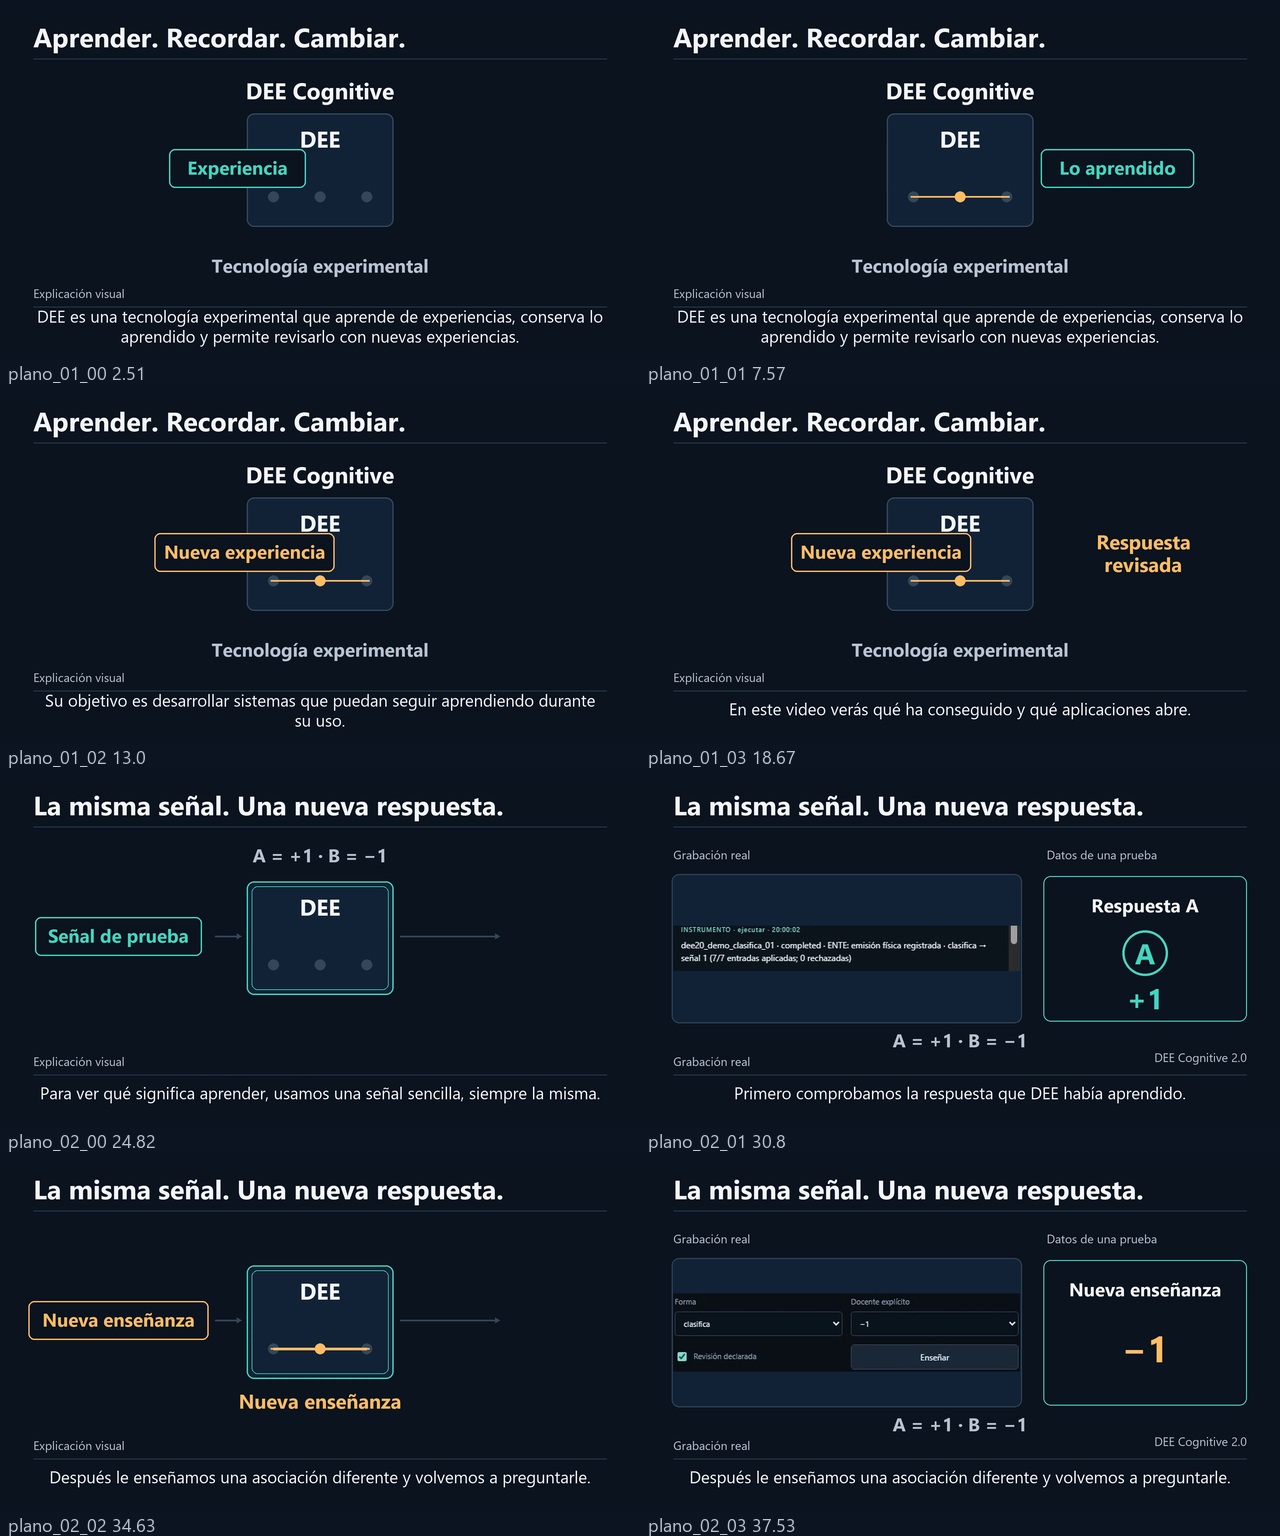 Aprender. Recordar. Cambiar.
DEE Cognitive
DEE
Experiencia
Tecnología experimental
Explicación visual
DEE es una tecnología experimental que aprende de experiencias, conserva lo
aprendido y permite revisarlo con nuevas experiencias.
plano_01_00 2.51
Aprender. Recordar. Cambiar.
DEE Cognitive
DEE
Lo aprendido
Tecnología experimental
Explicación visual
DEE es una tecnología experimental que aprende de experiencias, conserva lo
aprendido y permite revisarlo con nuevas experiencias.
plano_01_01 7.57
Aprender. Recordar. Cambiar.
DEE Cognitive
DEE
Nueva experiencia
Tecnología experimental
Explicación visual
Su objetivo es desarrollar sistemas que puedan seguir aprendiendo durante
su uso.
plano_01_02 13.0
Aprender. Recordar. Cambiar.
DEE Cognitive
DEE
Nueva experiencia
Respuesta
revisada
Tecnología experimental
Explicación visual
En este video verás qué ha conseguido y qué aplicaciones abre.
plano_01_03 18.67
La misma señal. Una nueva respuesta.
A = +1 · B = −1
DEE
Señal de prueba
Explicación visual
Para ver qué significa aprender, usamos una señal sencilla, siempre la misma.
plano_02_00 24.82
La misma señal. Una nueva respuesta.
Grabación real
Datos de una prueba
INSTRUMENTO · ejecutar · 20:00:02
dee20_demo_clasifica_01 · completed · ENTE: emisión física registrada · clasifica →
señal 1 (7/7 entradas aplicadas; 0 rechazadas)
Respuesta A
A
+1
A = +1 · B = −1
Grabación real
DEE Cognitive 2.0
Primero comprobamos la respuesta que DEE había aprendido.
plano_02_01 30.8
La misma señal. Una nueva respuesta.
DEE
Nueva enseñanza
Nueva enseñanza
Explicación visual
Después le enseñamos una asociación diferente y volvemos a preguntarle.
plano_02_02 34.63
La misma señal. Una nueva respuesta.
Grabación real
Datos de una prueba
Forma
Docente explícito
clasifica
−1
Revisión declarada
Enseñar
Nueva enseñanza
−1
A = +1 · B = −1
Grabación real
DEE Cognitive 2.0
Después le enseñamos una asociación diferente y volvemos a preguntarle.
plano_02_03 37.53